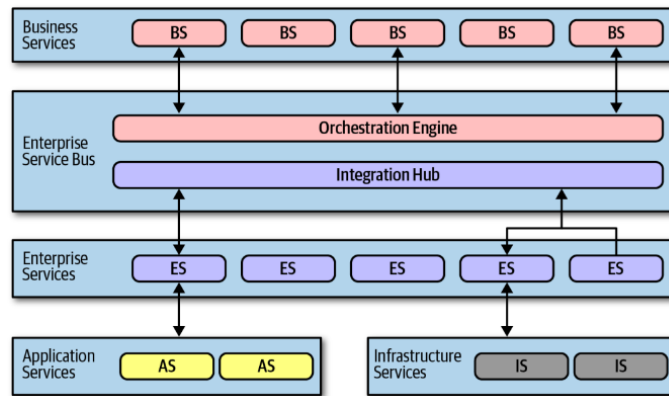 Business
Services
BS BS BS BS BS
Enterprise
Service Bus
Orchestration Engine
Integration Hub
Enterprise
Services
ES ES ES ES ES
Application
Services
AS AS
Infrastructure
Services
IS IS